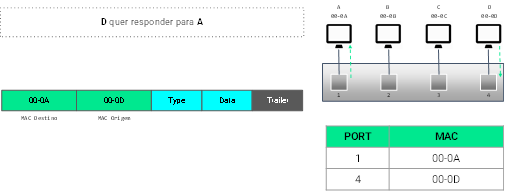 D quer responder para A
00-0A 00-0D Type Data Trailer
MAC Destino MAC Origem
A B C D
00-0A 00-0B 00-0C 00-0D
1 2 3 4
PORT MAC
1 00-0A
4 00-0D